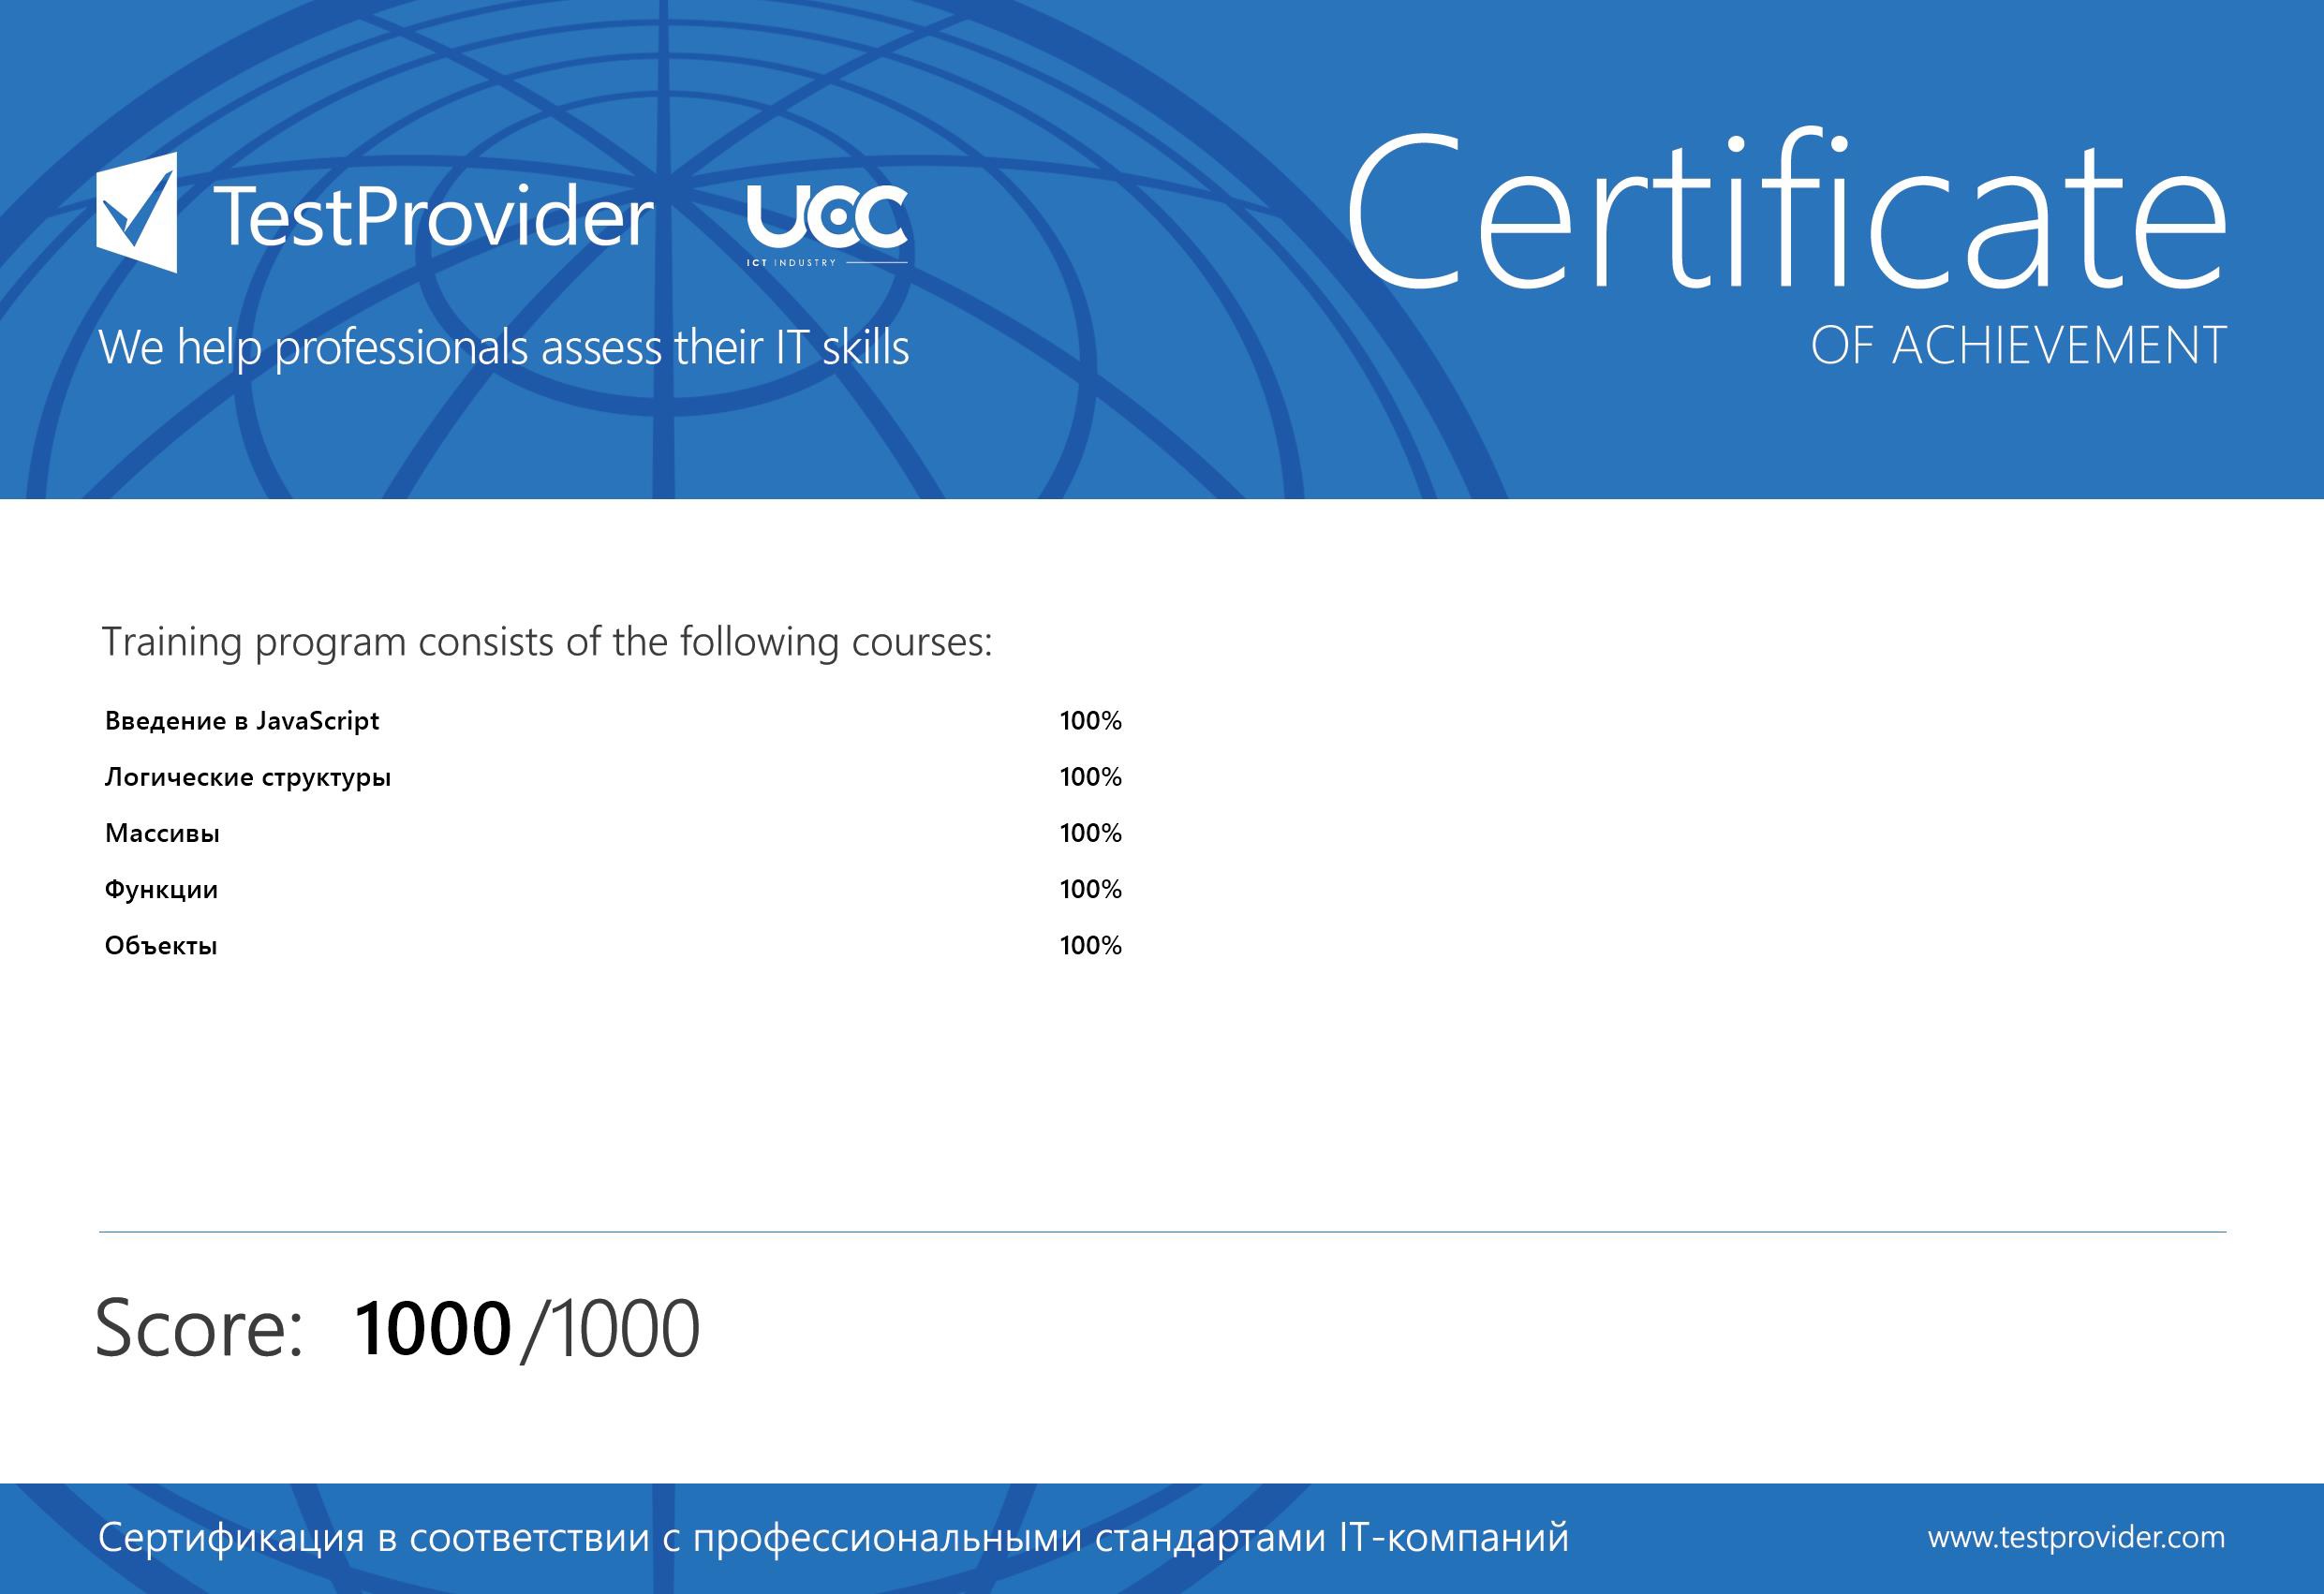 TestProvider
UCC
ICT INDUSTRY
We help professionals assess their IT skills
Certificate
OF ACHIEVEMENT
Training program consists of the following courses:
Введение в JavaScript 100%
Логические структуры 100%
Массивы 100%
Функции 100%
Объекты 100%
Score: 1000/1000
Сертификация в соответствии с профессиональными стандартами IT-компаний
www.testprovider.com